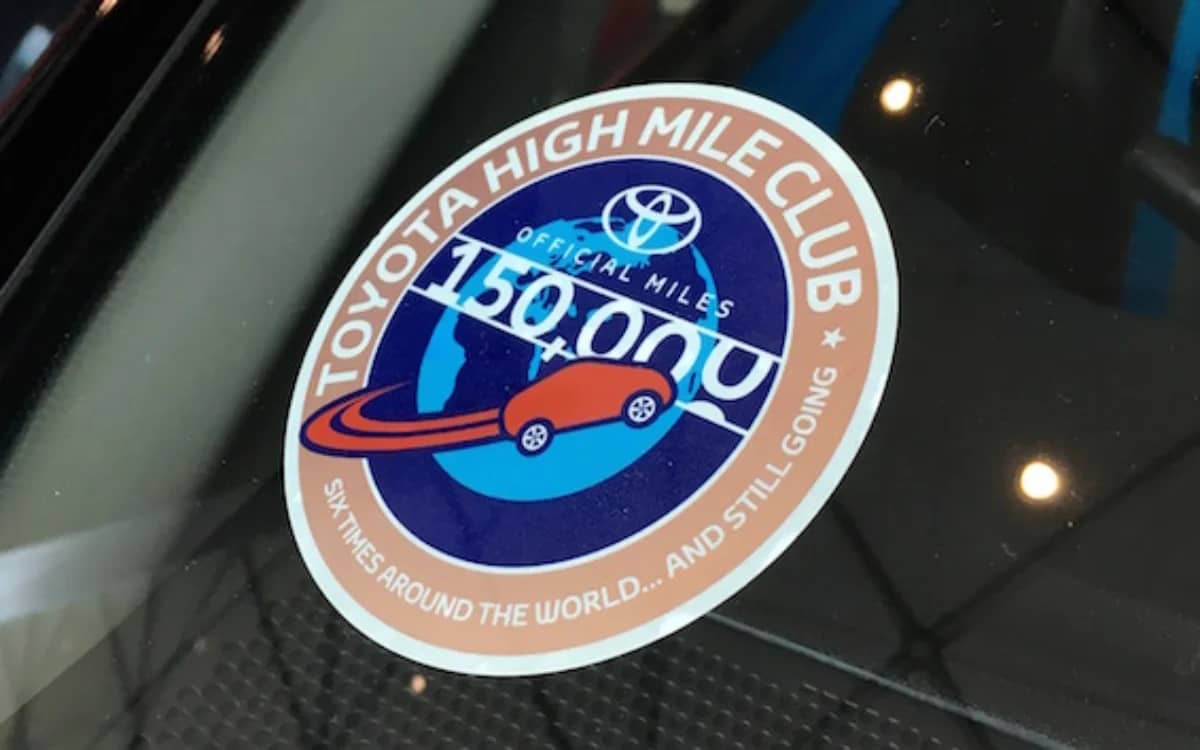 TOYOTA HIGH MILE CLUB
OFFICIAL MILES
150,000
SIX TIMES AROUND THE WORLD... AND STILL GOING